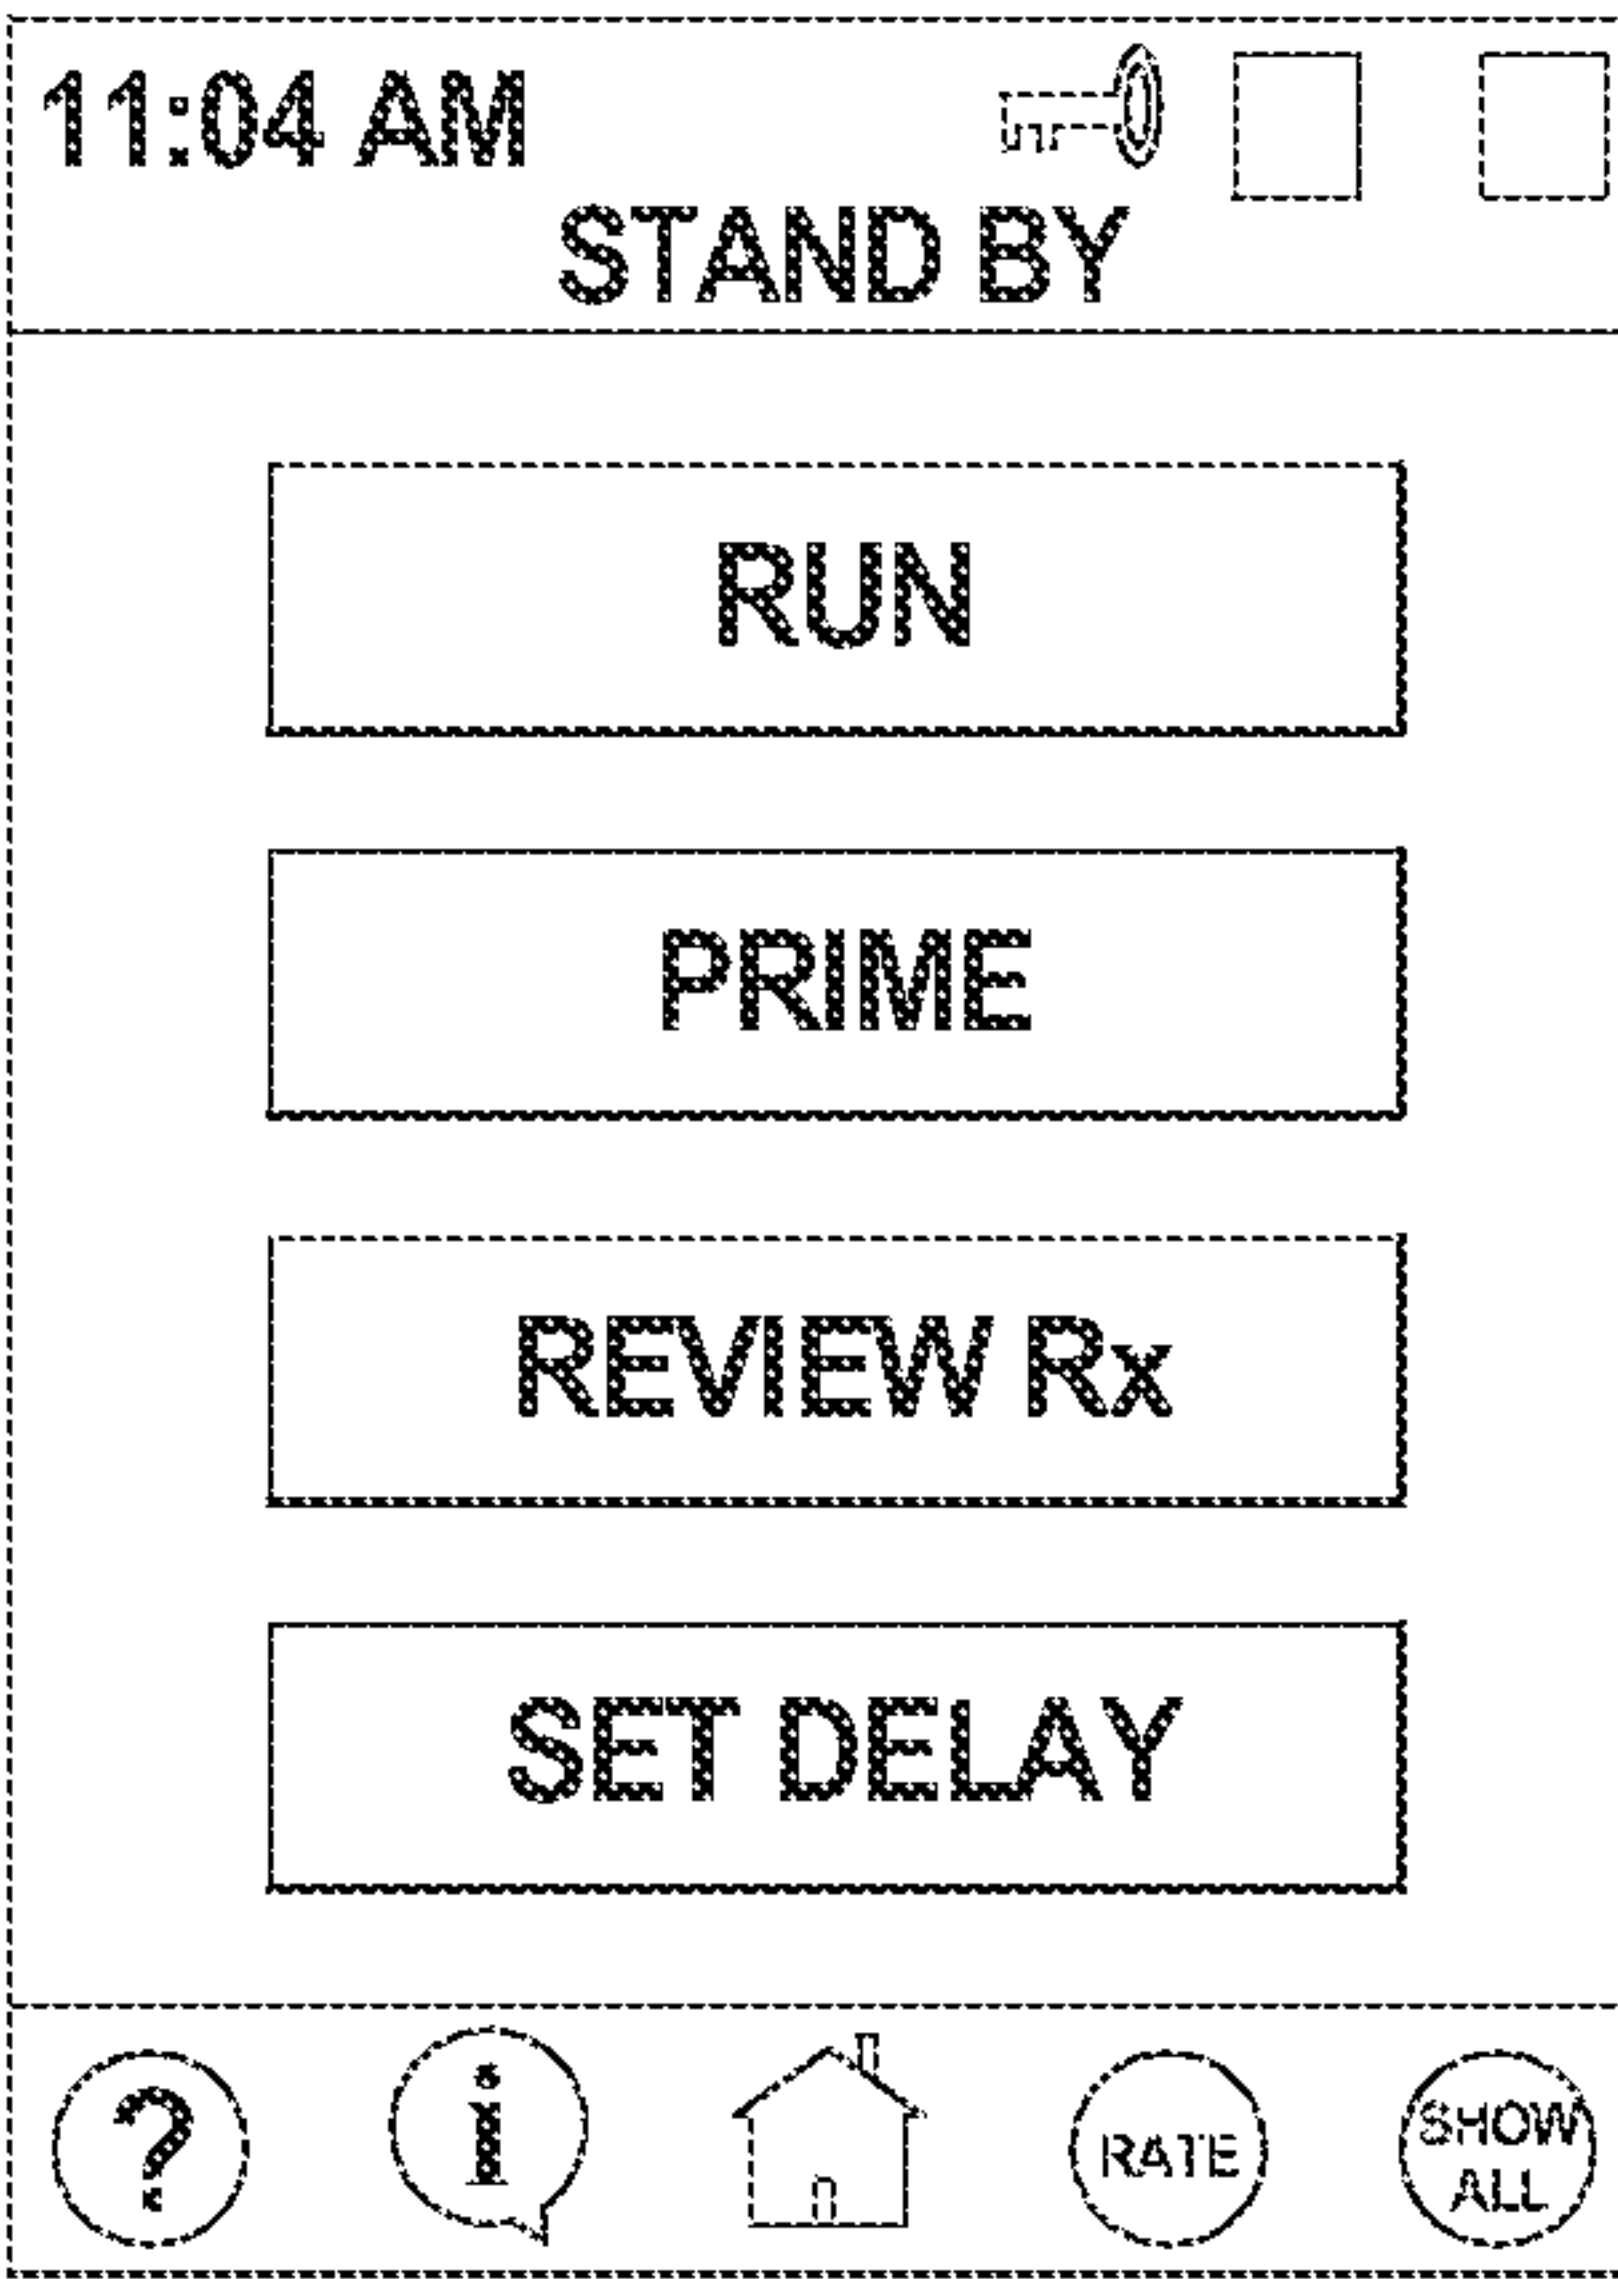 11:04 AM
STAND BY
RUN
PRIME
REVIEW Rx
SET DELAY
?
i
RATE
SHOW
ALL